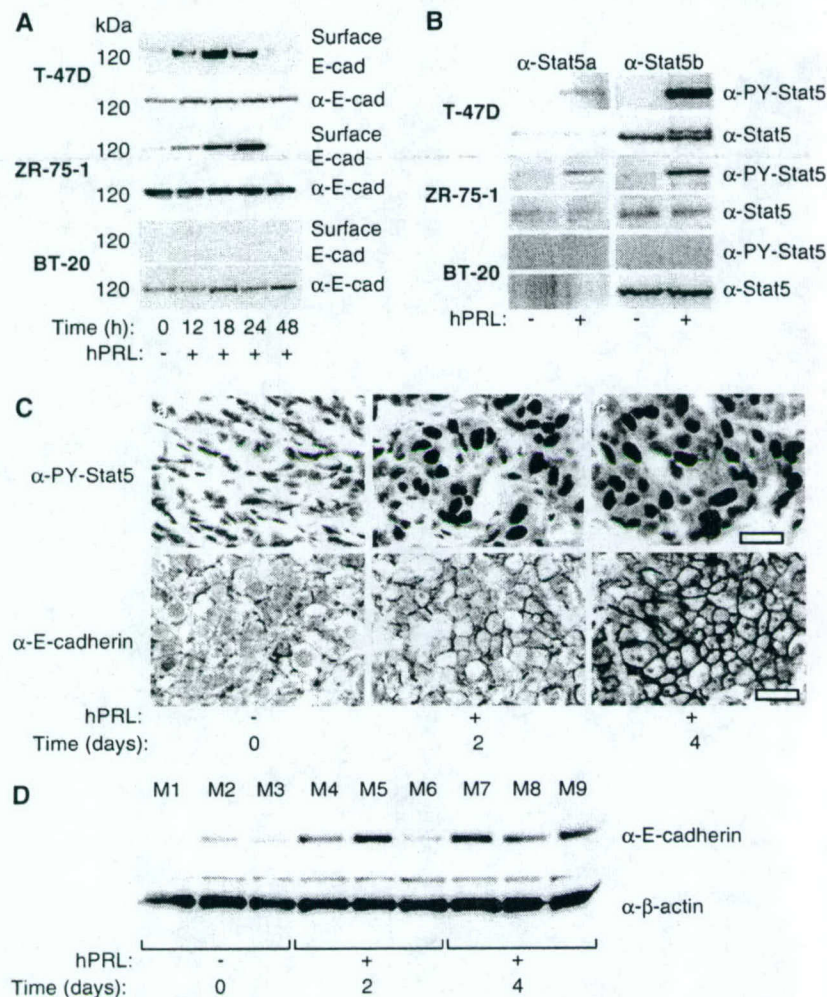 A
kDa
T-47D
120
Surface
E-cad
120
α-E-cad
ZR-75-1
120
Surface
E-cad
120
α-E-cad
BT-20
120
Surface
E-cad
120
α-E-cad
Time (h): 0 12 18 24 48
hPRL: - + + + +
B
α-Stat5a α-Stat5b
T-47D
α-PY-Stat5
α-Stat5
ZR-75-1
α-PY-Stat5
α-Stat5
BT-20
α-PY-Stat5
α-Stat5
hPRL: - + - +
C
α-PY-Stat5
α-E-cadherin
hPRL: - + +
Time (days): 0 2 4
D
M1 M2 M3 M4 M5 M6 M7 M8 M9
α-E-cadherin
α-β-actin
hPRL: - + +
Time (days): 0 2 4